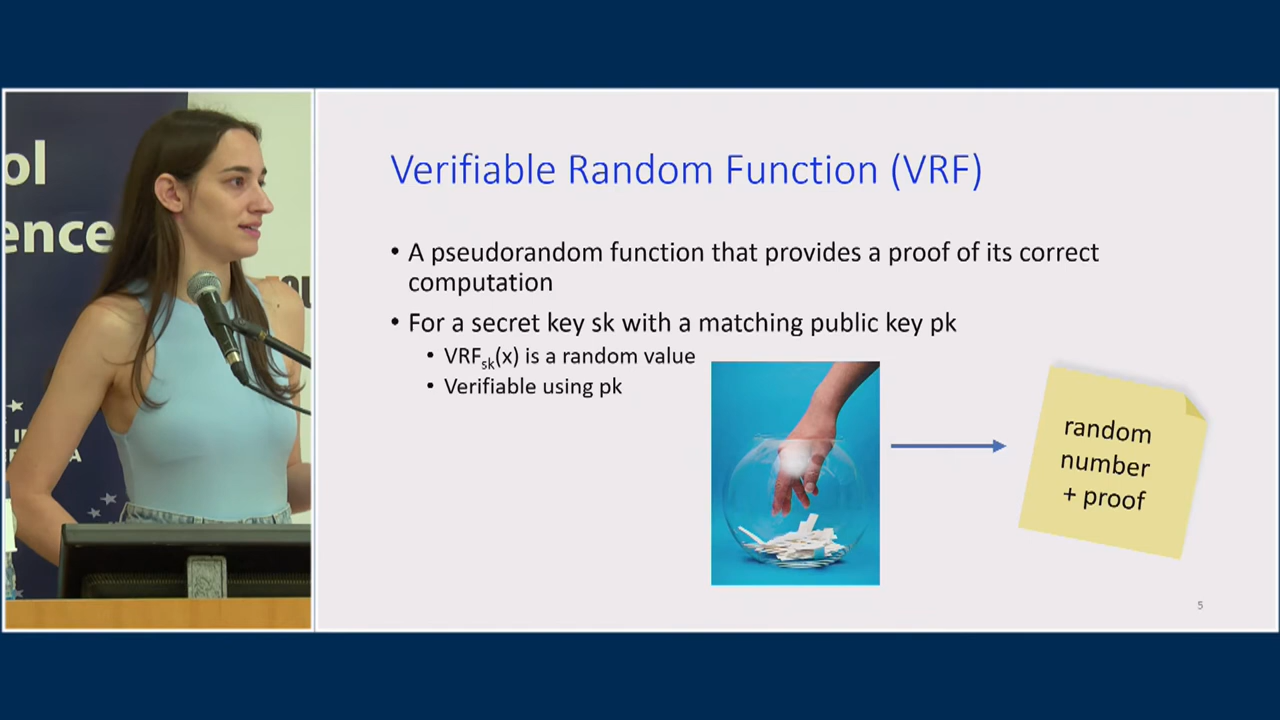 ol
ence
Verifiable Random Function (VRF)
• A pseudorandom function that provides a proof of its correct
computation
• For a secret key sk with a matching public key pk
• VRFsk(x) is a random value
• Verifiable using pk
random
number
+ proof
5